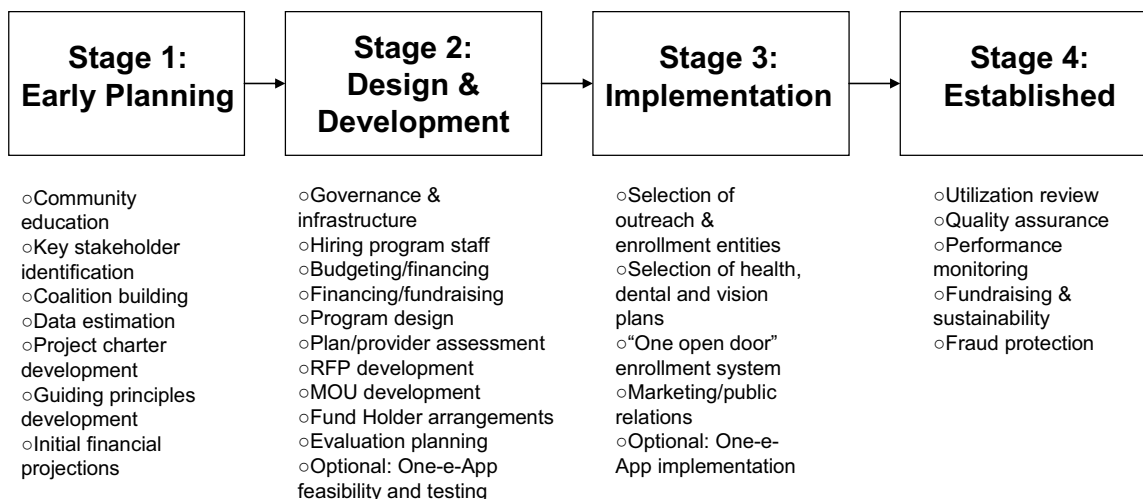 Stage 1:
Early Planning
Stage 2:
Design &
Development
Stage 3:
Implementation
Stage 4:
Established
○Community
education
○Key stakeholder
identification
○Coalition building
○Data estimation
○Project charter
development
○Guiding principles
development
○Initial financial
projections
○Governance &
infrastructure
○Hiring program staff
○Budgeting/financing
○Financing/fundraising
○Program design
○Plan/provider assessment
○RFP development
○MOU development
○Fund Holder arrangements
○Evaluation planning
○Optional: One-e-App
feasibility and testing
○Selection of
outreach &
enrollment entities
○Selection of health,
dental and vision
plans
○“One open door”
enrollment system
○Marketing/public
relations
○Optional: One-e-
App implementation
○Utilization review
○Quality assurance
○Performance
monitoring
○Fundraising &
sustainability
○Fraud protection